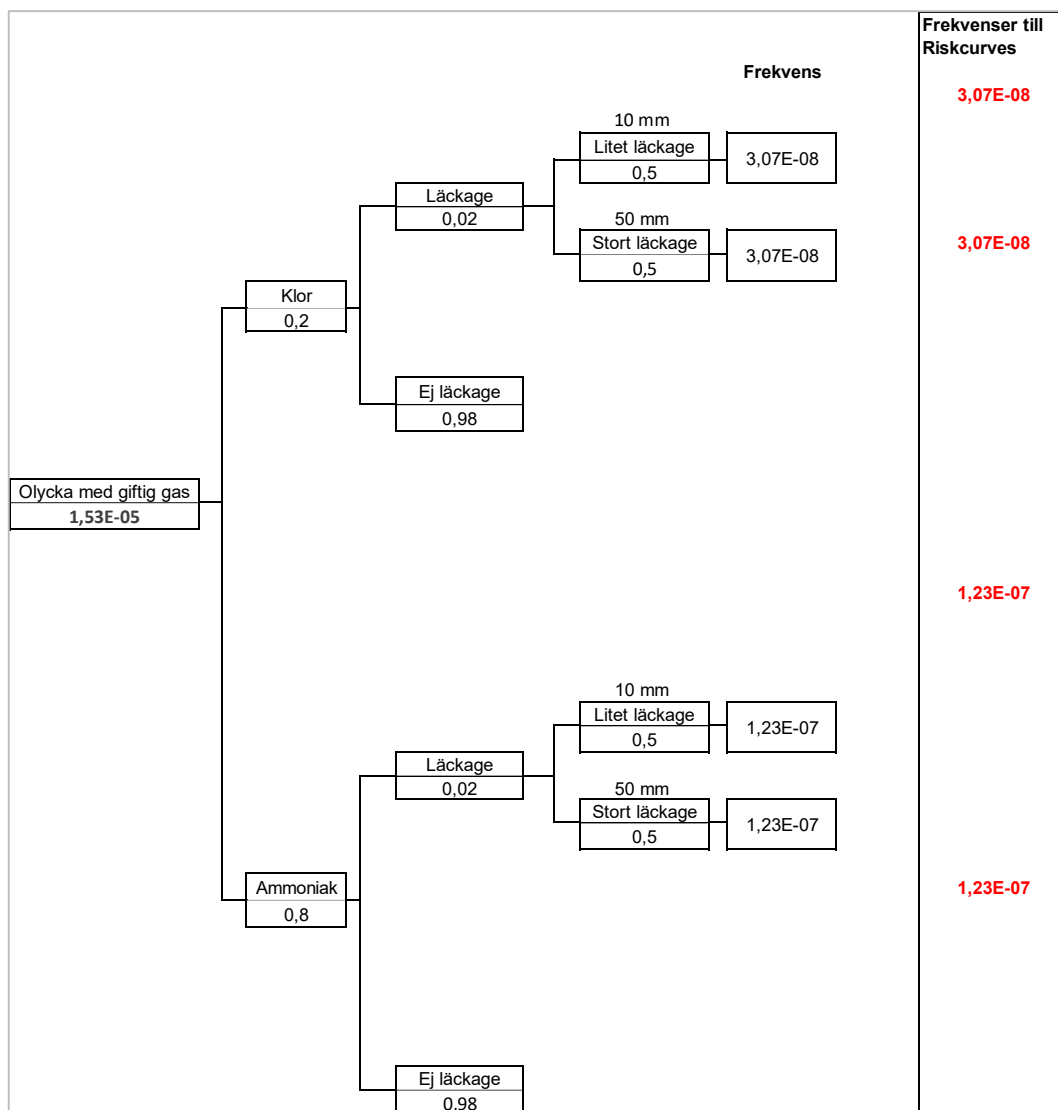 Frekvenser till
Riskcurves
Frekvens
3,07E-08
10 mm
Litet läckage
0,5
3,07E-08
Läckage
0,02
50 mm
Stort läckage
0,5
3,07E-08
3,07E-08
Klor
0,2
Ej läckage
0,98
Olycka med giftig gas
1,53E-05
1,23E-07
10 mm
Litet läckage
0,5
1,23E-07
Läckage
0,02
50 mm
Stort läckage
0,5
1,23E-07
Ammoniak
0,8
1,23E-07
Ej läckage
0,98